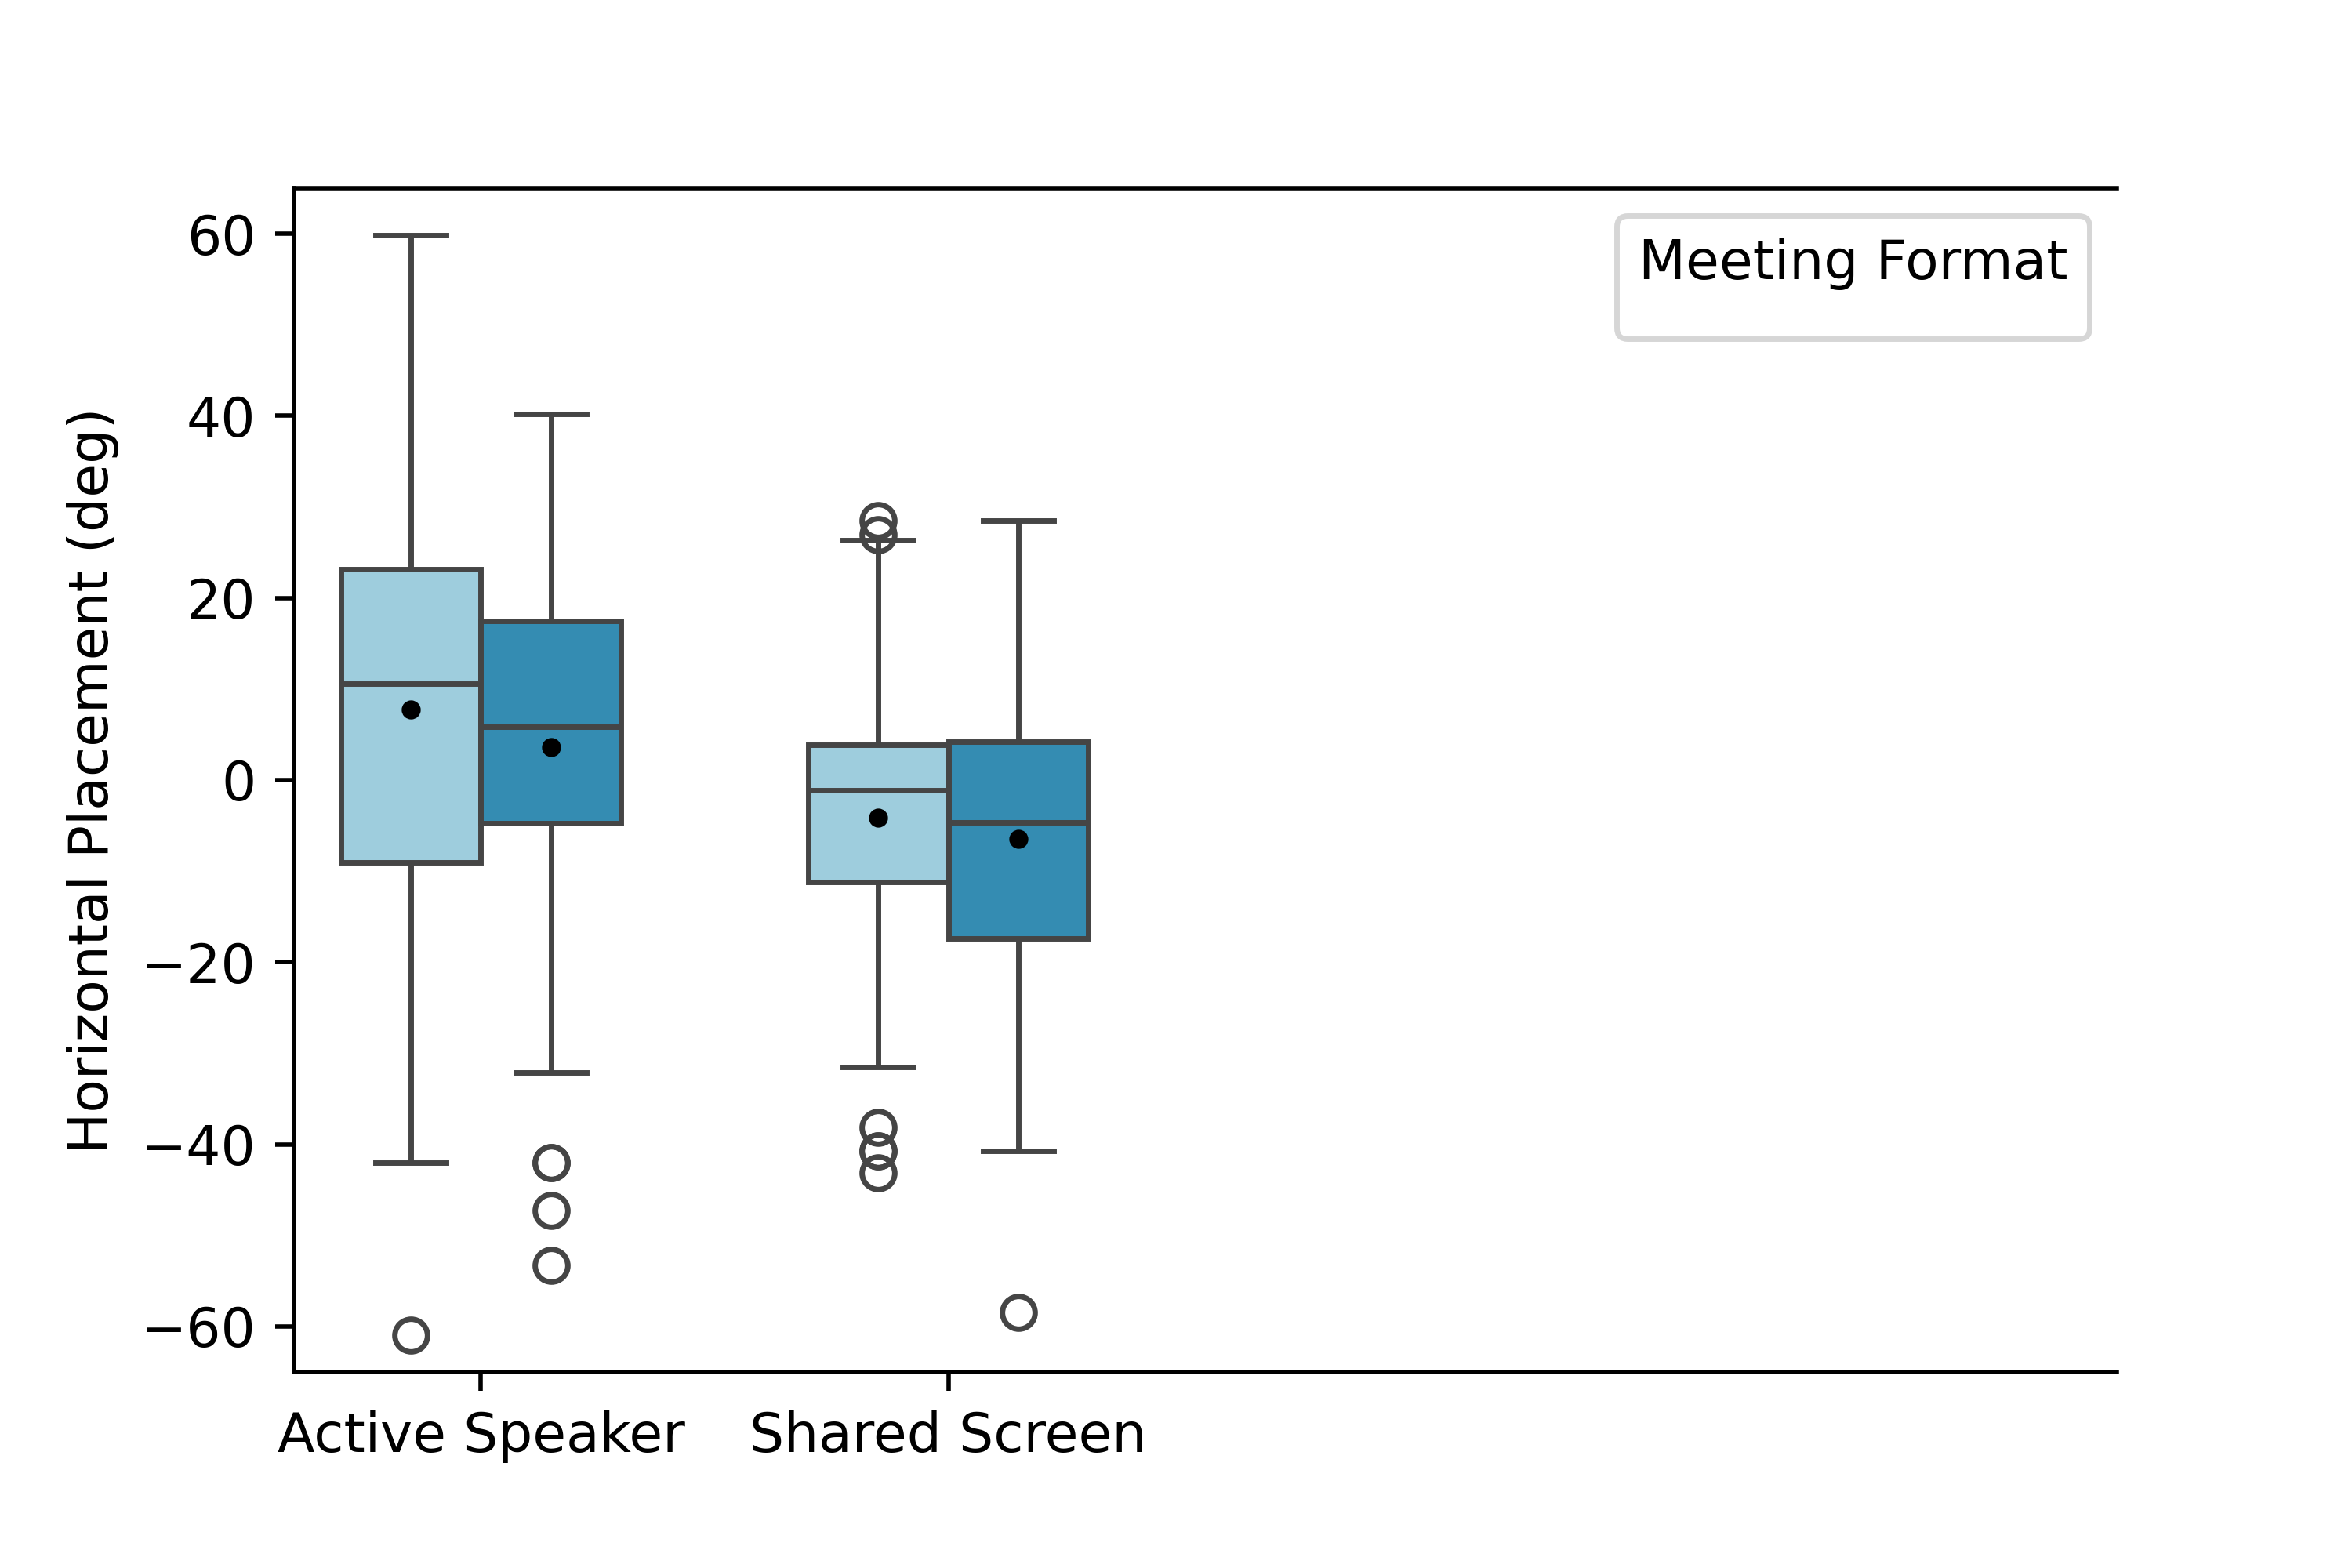 Horizontal Placement (deg)
60
40
20
0
−20
−40
−60
Meeting Format
Active Speaker
Shared Screen